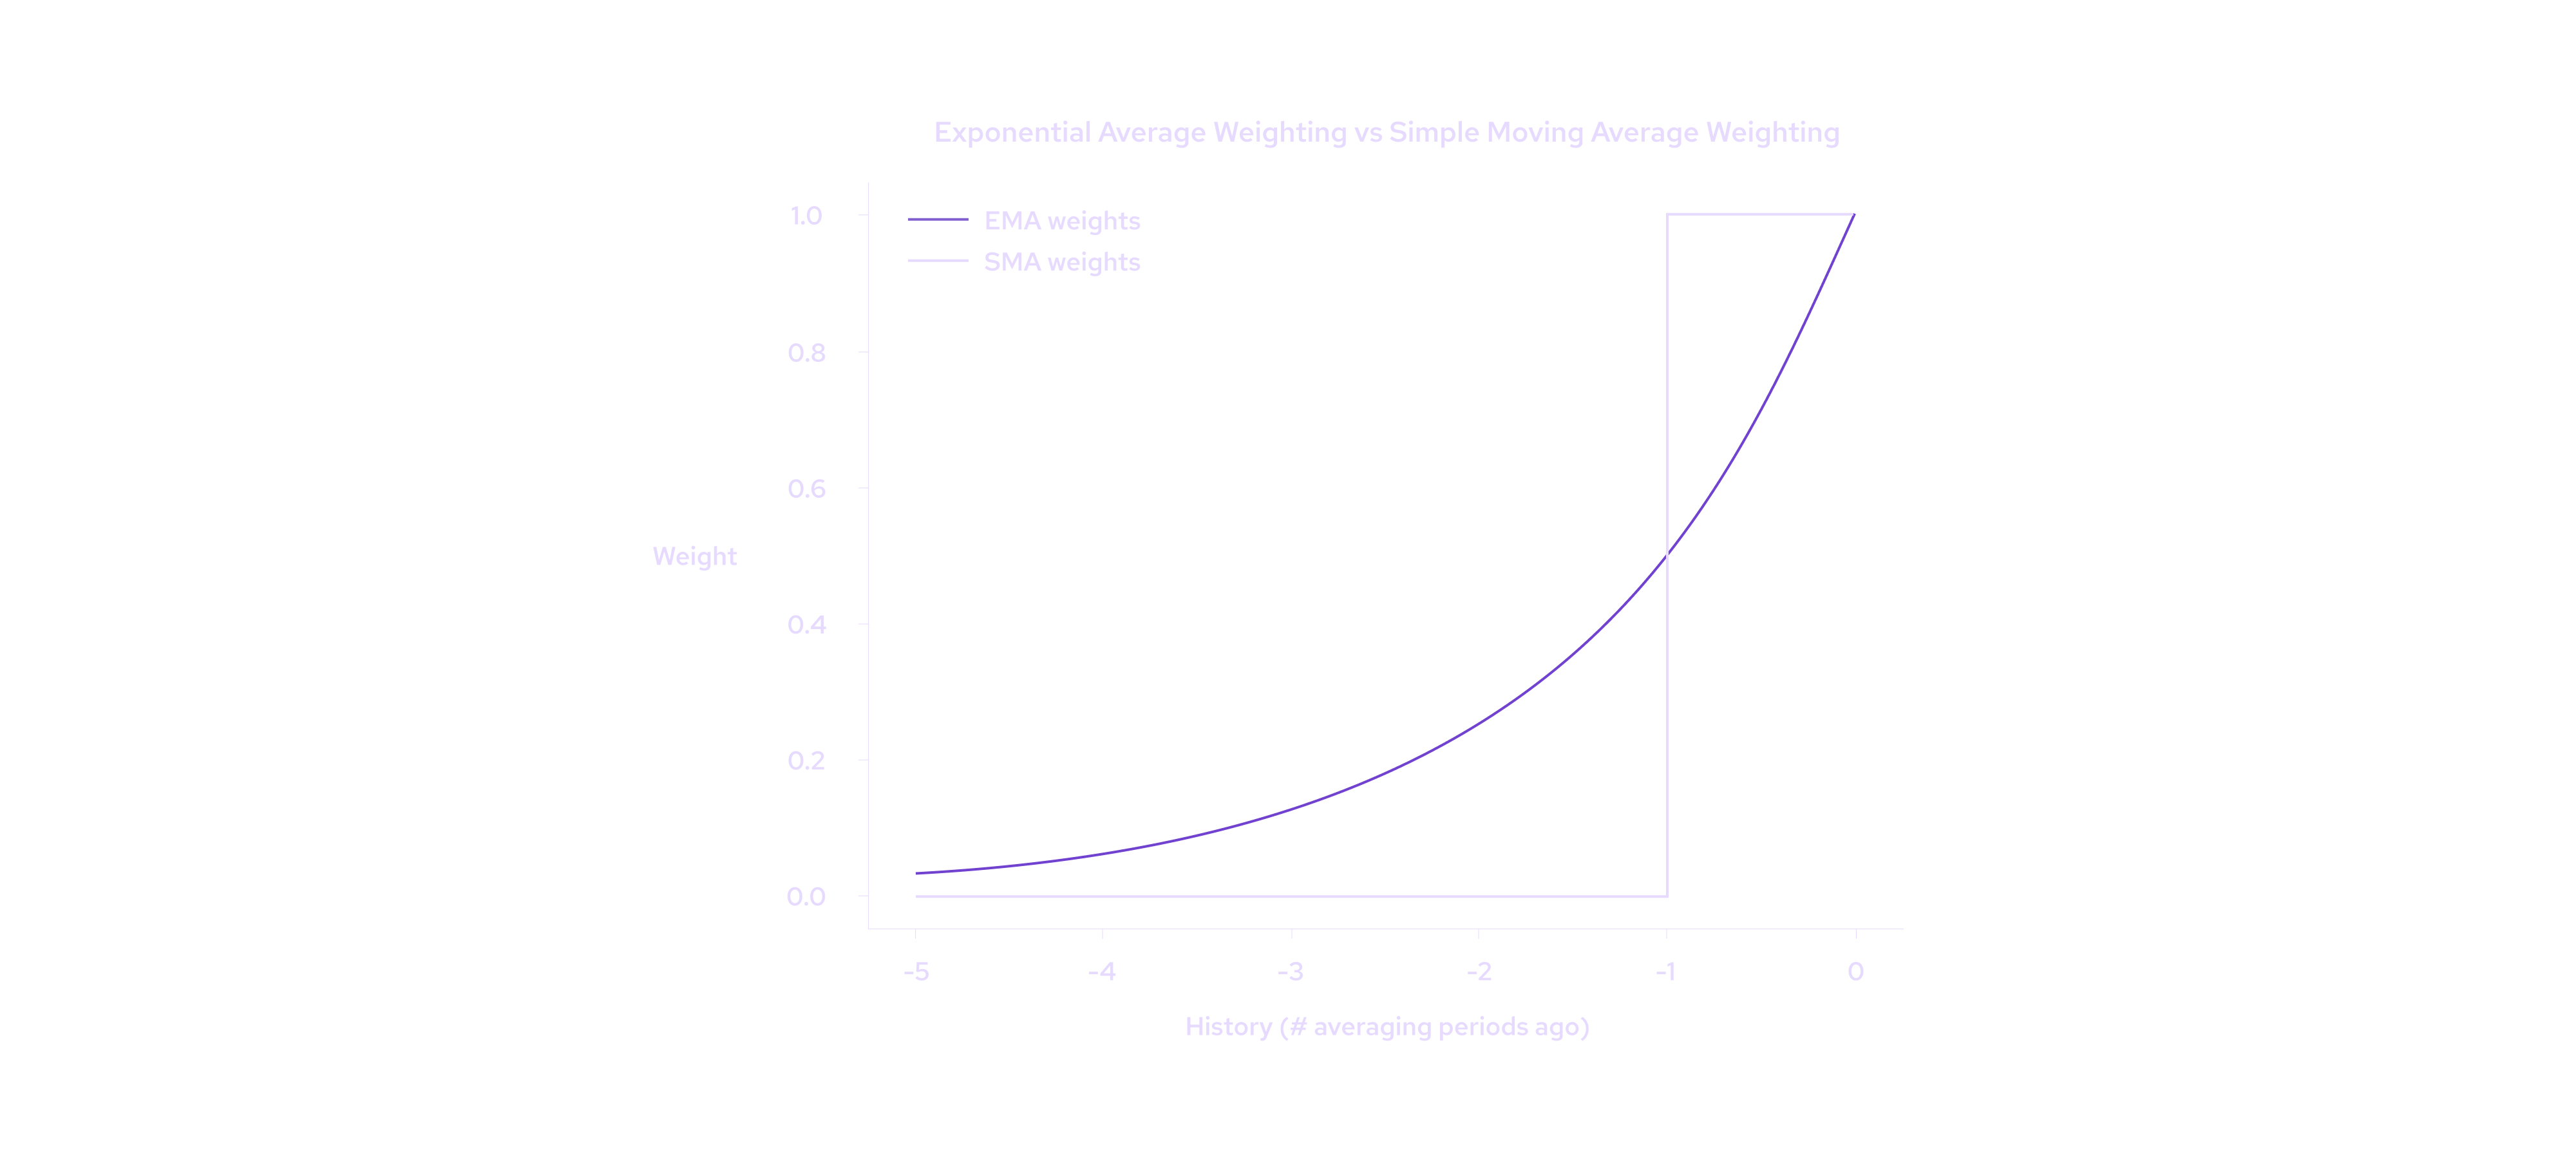 Exponential Average Weighting vs Simple Moving Average Weighting
EMA weights
SMA weights
1.0
0.8
0.6
Weight
0.4
0.2
0.0
-5 -4 -3 -2 -1 0
History (# averaging periods ago)